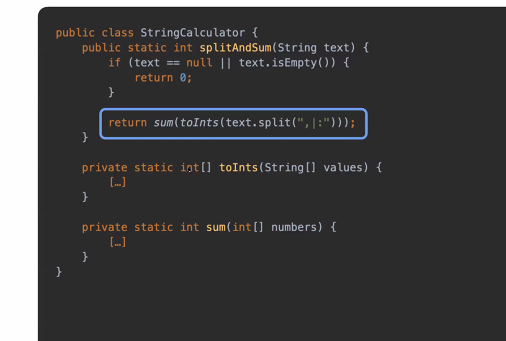 public class StringCalculator {
public static int splitAndSum(String text) {
if (text == null || text.isEmpty()) {
return 0;
}
return sum(toInts(text.split(",|:")));
}
private static int[] toInts(String[] values) {
[…]
}
private static int sum(int[] numbers) {
[…]
}
}